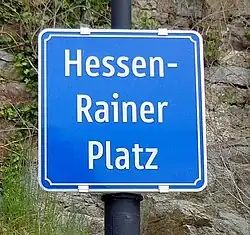 Hessen-
Rainer
Platz